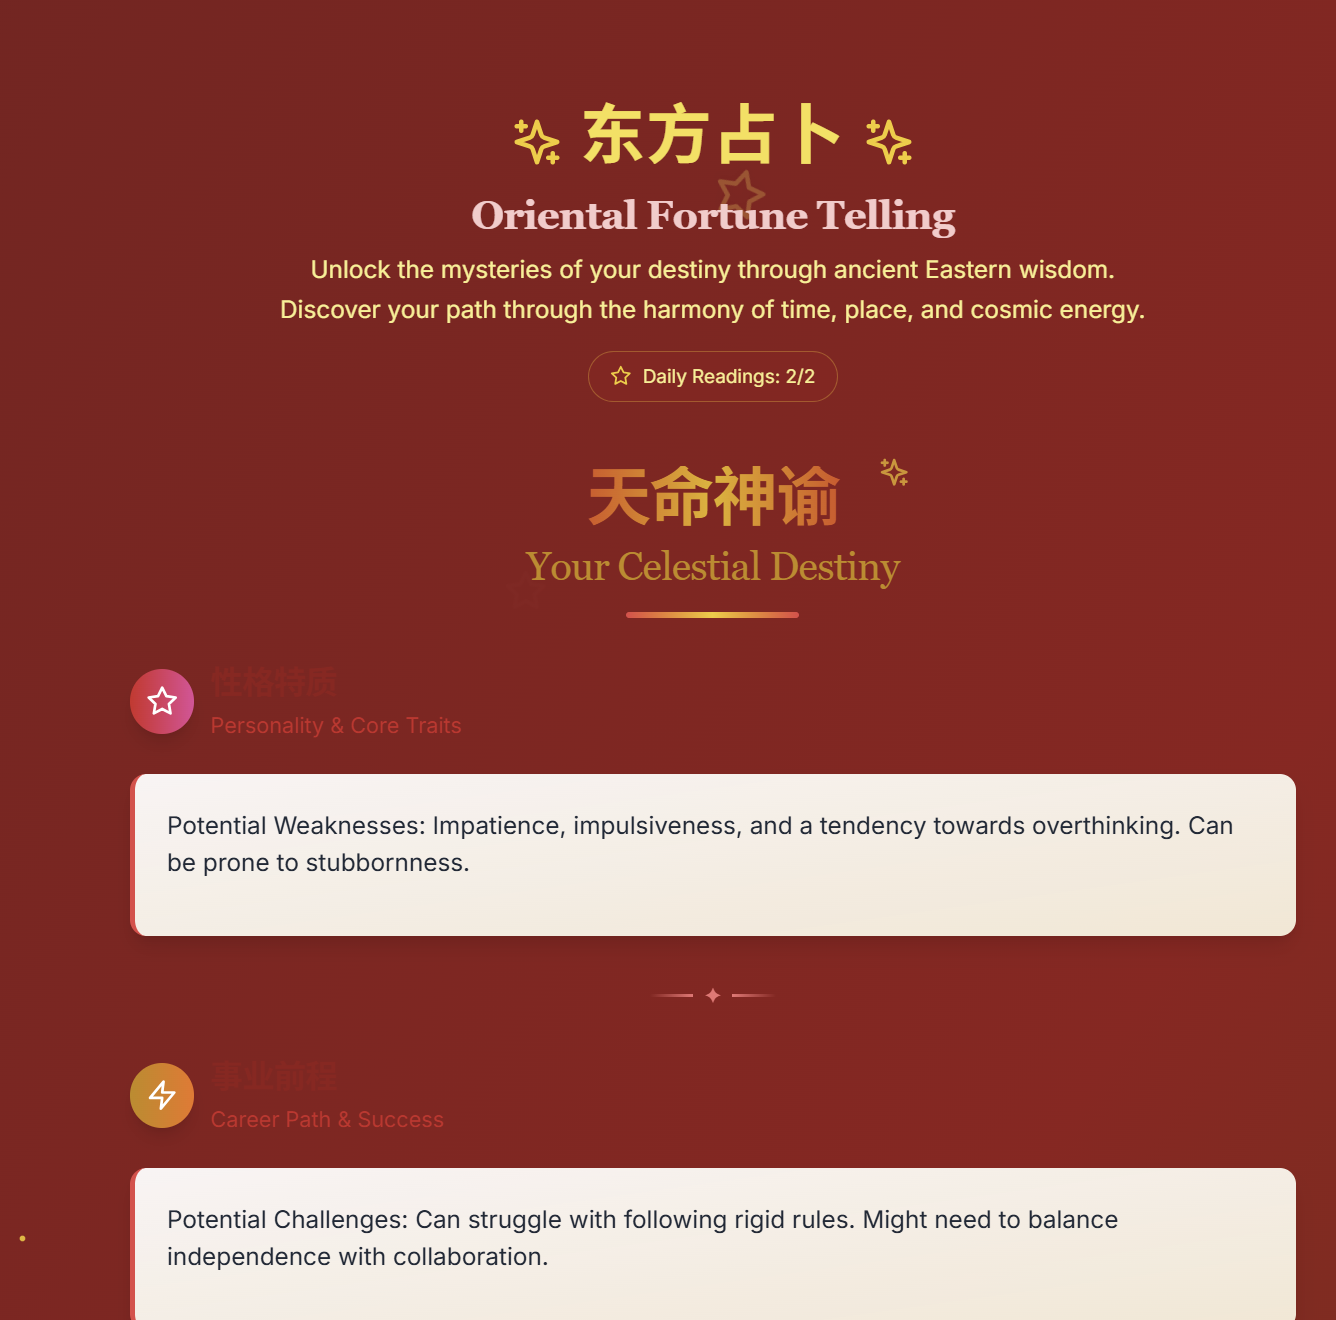 东方占卜
Oriental Fortune Telling
Unlock the mysteries of your destiny through ancient Eastern wisdom.
Discover your path through the harmony of time, place, and cosmic energy.
Daily Readings: 2/2
天命神谕
Your Celestial Destiny
性格特质
Personality & Core Traits
Potential Weaknesses: Impatience, impulsiveness, and a tendency towards overthinking. Can
be prone to stubbornness.
事业前程
Career Path & Success
Potential Challenges: Can struggle with following rigid rules. Might need to balance
independence with collaboration.